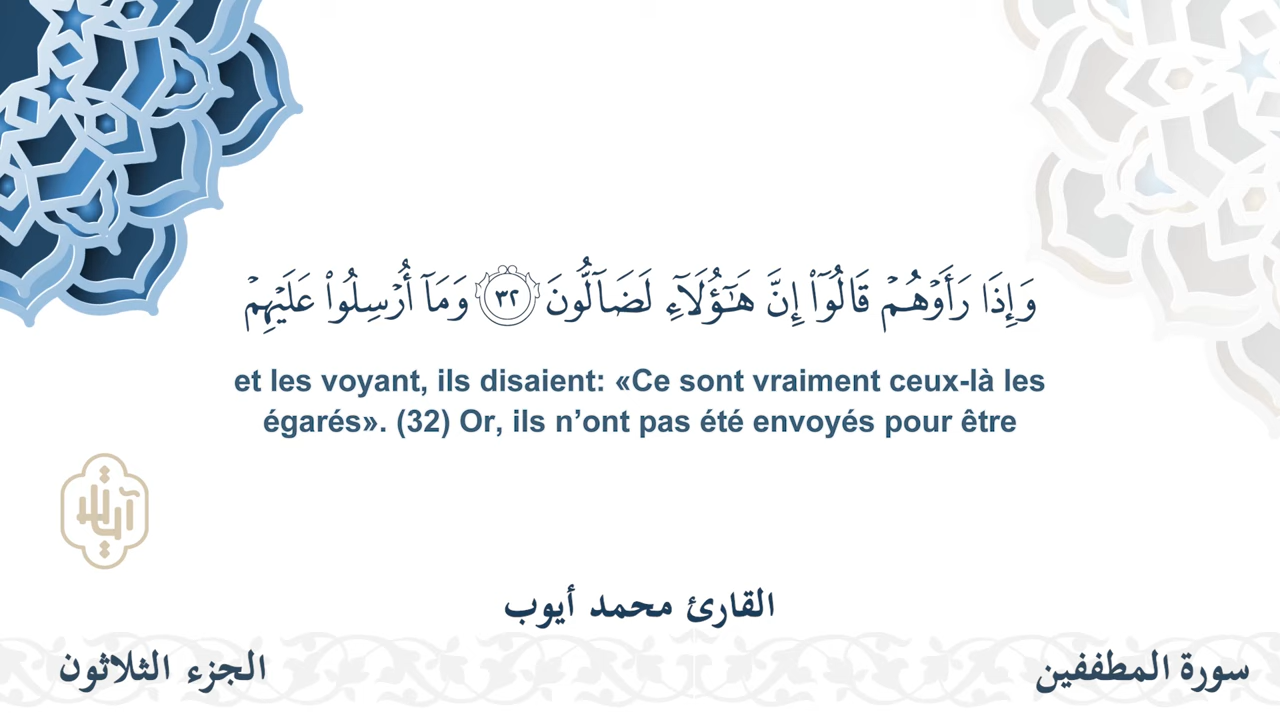 وَإِذَا رَأَوۡهُمۡ قَالُوٓاْ إِنَّ هَٰٓؤُلَآءِ لَضَآلُّونَ ٣٢ وَمَآ أُرۡسِلُواْ عَلَيۡهِمۡ
et les voyant, ils disaient: «Ce sont vraiment ceux-là les
égarés». (32) Or, ils n’ont pas été envoyés pour être
القارئ محمد أيوب
سورة المطففين
الجزء الثلاثون